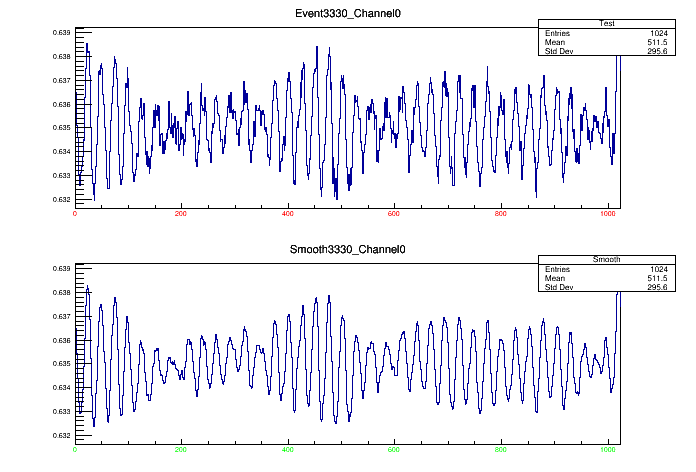 Event3330_Channel0
Test
Entries 1024
Mean 511.5
Std Dev 295.6
0.639
0.638
0.637
0.636
0.635
0.634
0.633
0.632
0 200 400 600 800 1000
Smooth3330_Channel0
Smooth
Entries 1024
Mean 511.5
Std Dev 295.6
0.639
0.638
0.637
0.636
0.635
0.634
0.633
0.632
0 200 400 600 800 1000